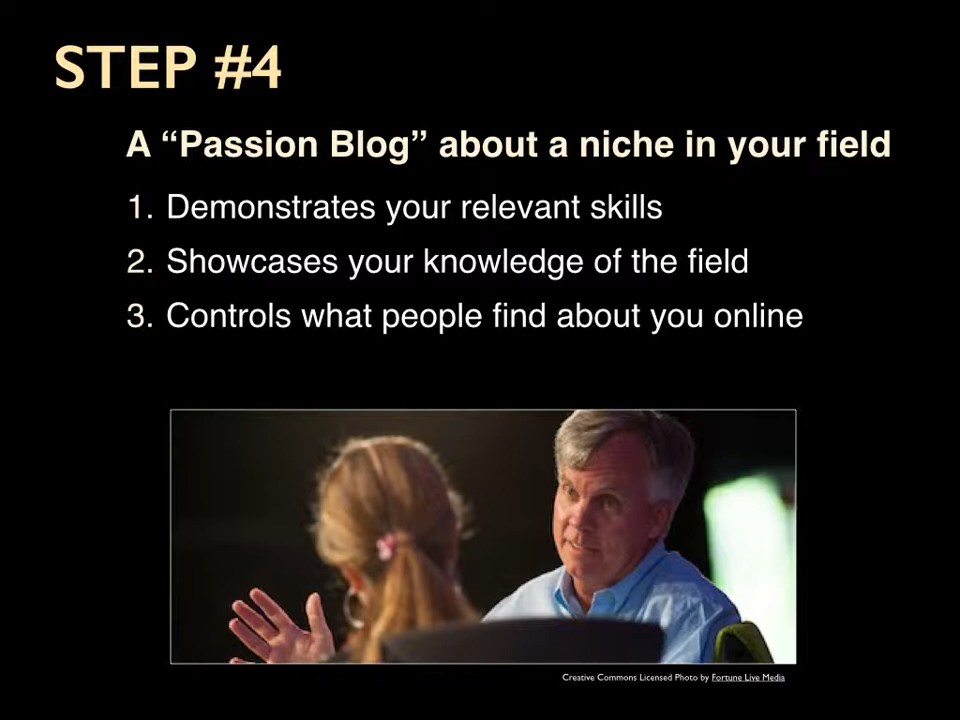 STEP #4
A “Passion Blog” about a niche in your field
1. Demonstrates your relevant skills
2. Showcases your knowledge of the field
3. Controls what people find about you online
Creative Commons Licensed Photo by Fortune Live Media